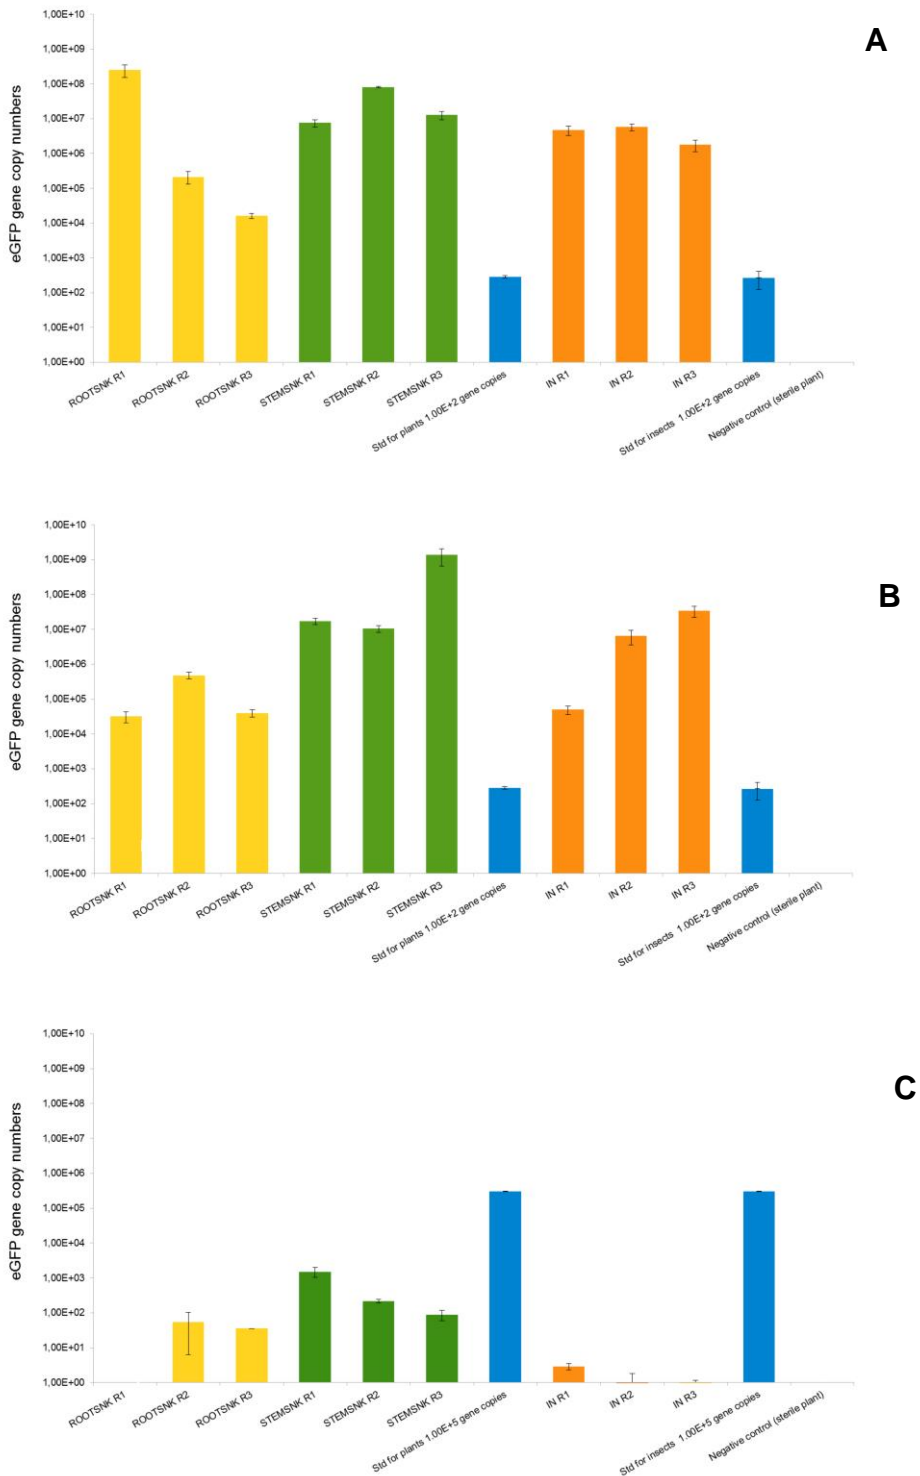 A
eGFP gene copy numbers
1,00E+10
1,00E+09
1,00E+08
1,00E+07
1,00E+06
1,00E+05
1,00E+04
1,00E+03
1,00E+02
1,00E+01
1,00E+00
ROOTSNK R1
ROOTSNK R2
ROOTSNK R3
STEMSNK R1
STEMSNK R2
STEMSNK R3
Std for plants 1.00E+2 gene copies
IN R1
IN R2
IN R3
Std for insects 1.00E+2 gene copies
Negative control (sterile plant)
B
eGFP gene copy numbers
1,00E+10
1,00E+09
1,00E+08
1,00E+07
1,00E+06
1,00E+05
1,00E+04
1,00E+03
1,00E+02
1,00E+01
1,00E+00
ROOTSNK R1
ROOTSNK R2
ROOTSNK R3
STEMSNK R1
STEMSNK R2
STEMSNK R3
Std for plants 1.00E+2 gene copies
IN R1
IN R2
IN R3
Std for insects 1.00E+2 gene copies
Negative control (sterile plant)
C
eGFP gene copy numbers
1,00E+10
1,00E+09
1,00E+08
1,00E+07
1,00E+06
1,00E+05
1,00E+04
1,00E+03
1,00E+02
1,00E+01
1,00E+00
ROOTSNK R1
ROOTSNK R2
ROOTSNK R3
STEMSNK R1
STEMSNK R2
STEMSNK R3
Std for plants 1.00E+5 gene copies
IN R1
IN R2
IN R3
Std for insects 1.00E+5 gene copies
Negative control (sterile plant)